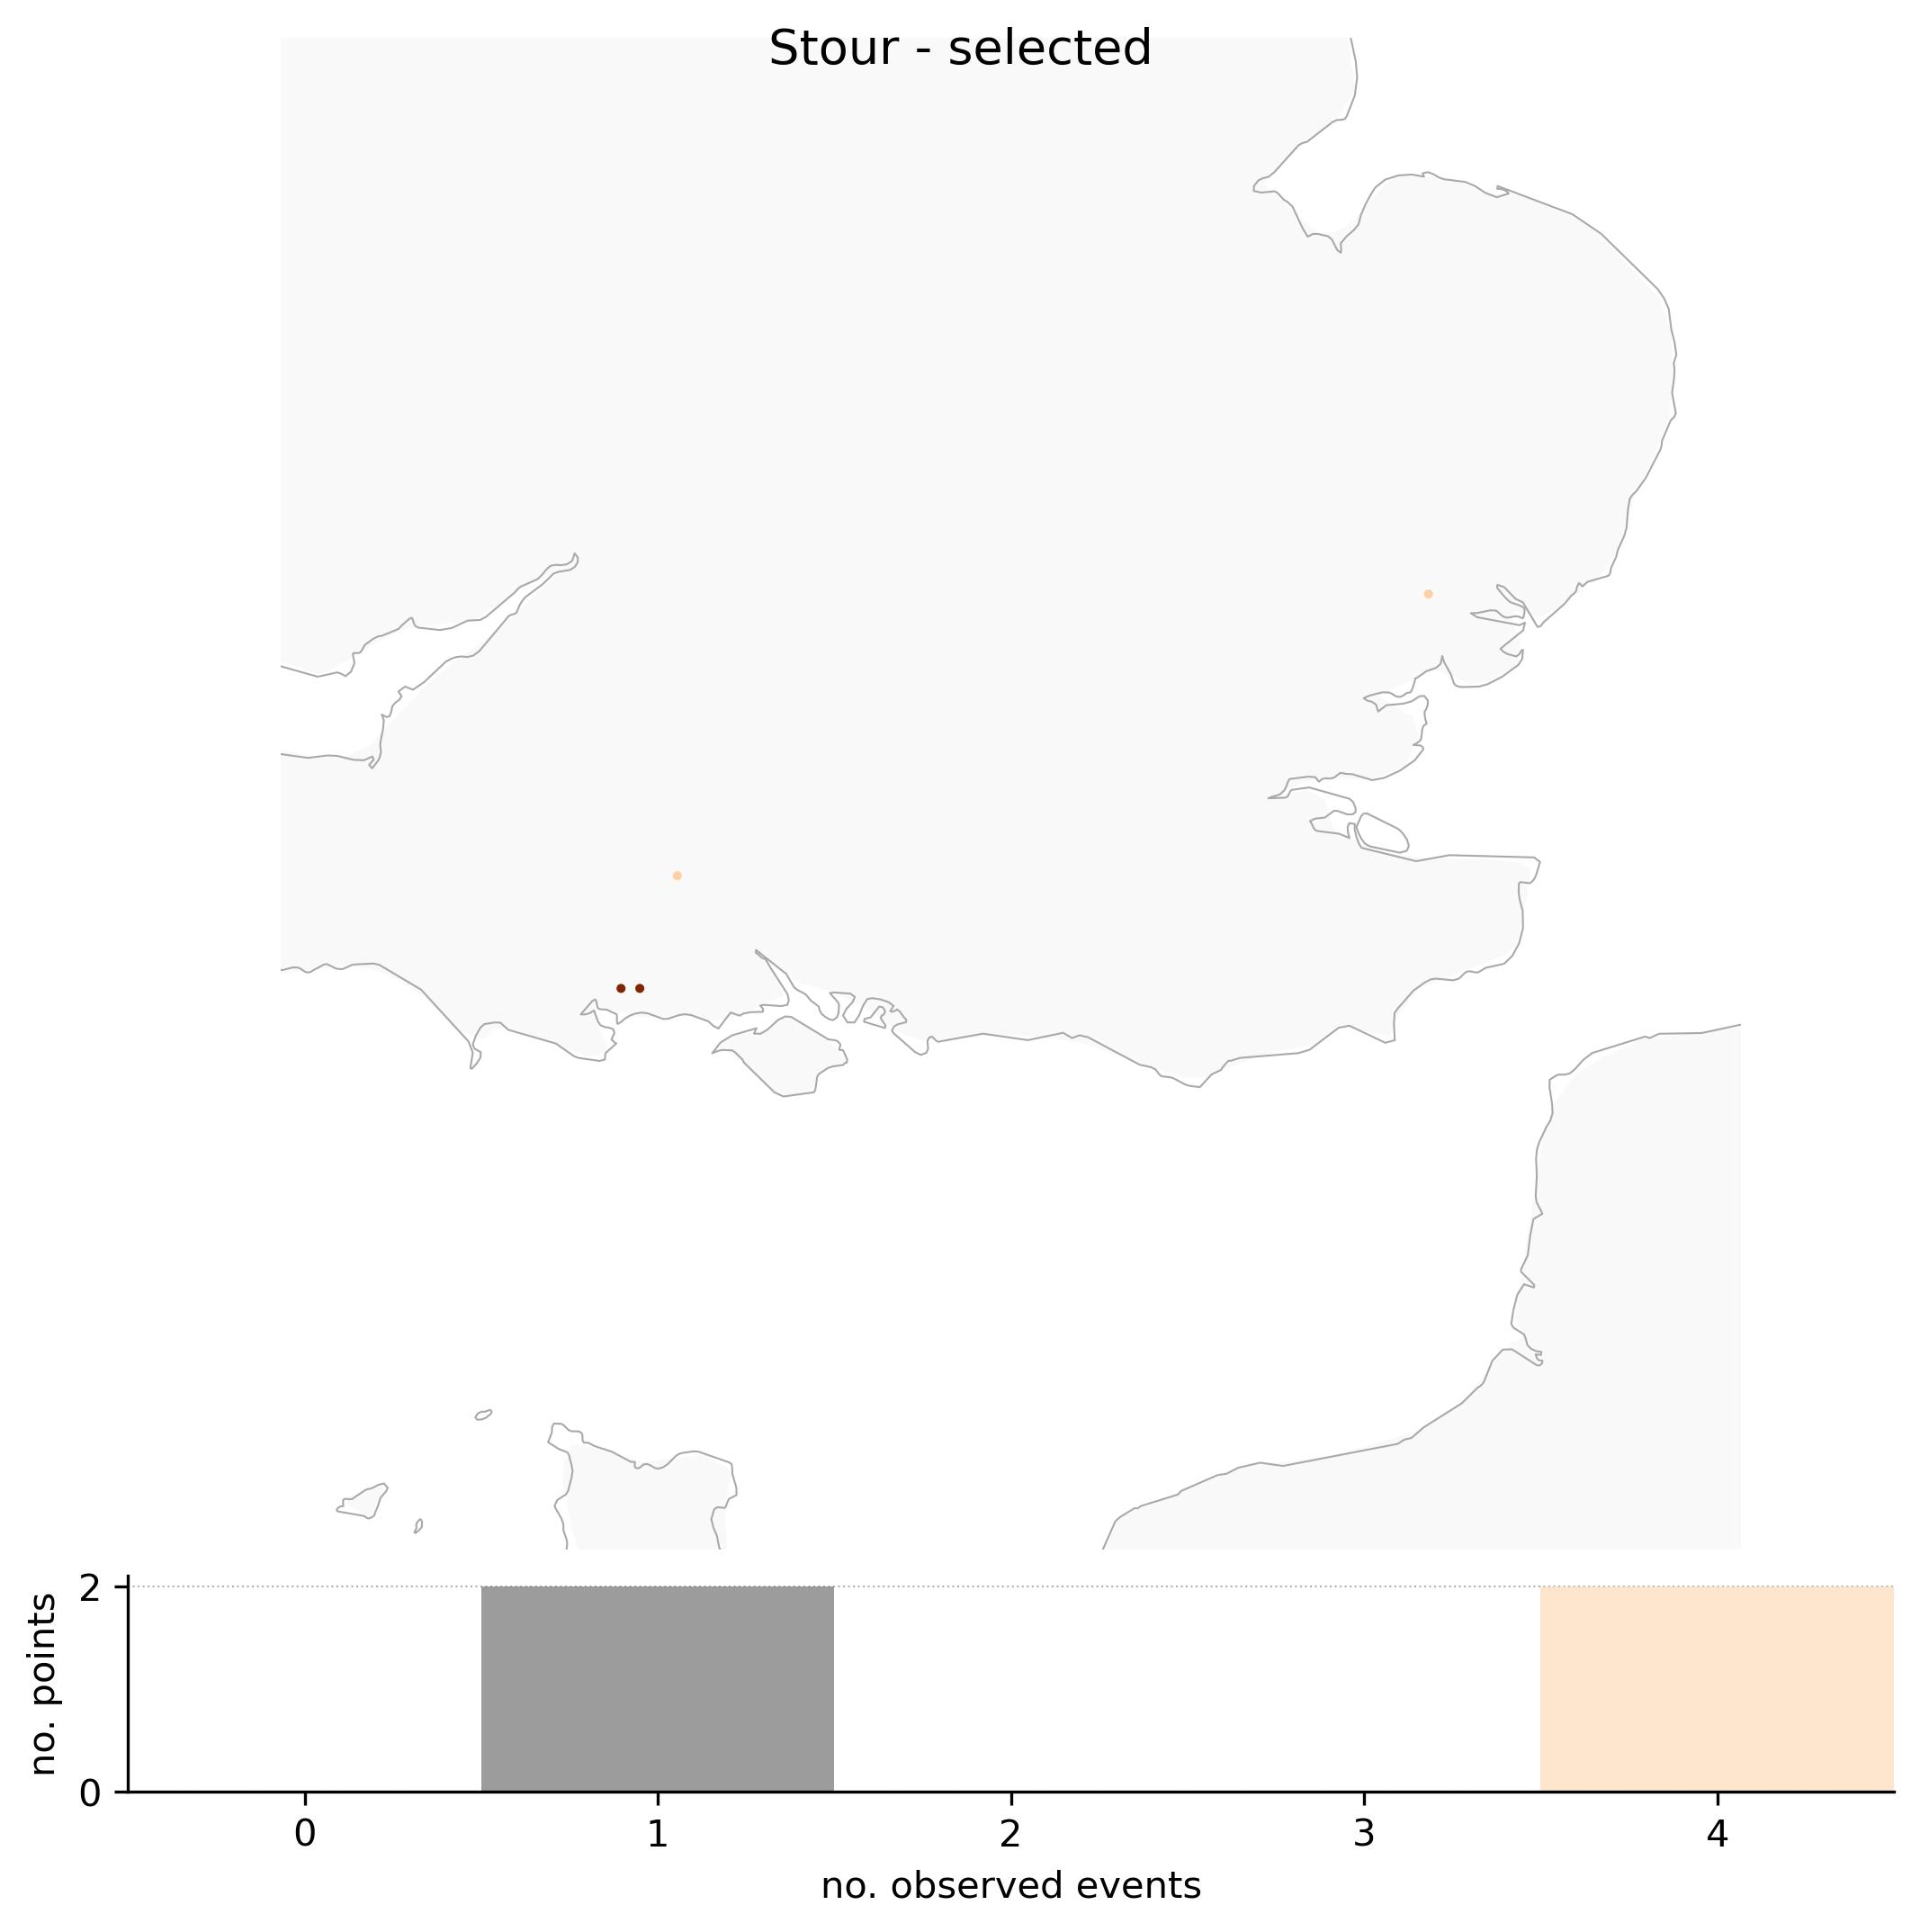 Stour - selected
2
0
no. points
0 1 2 3 4
no. observed events